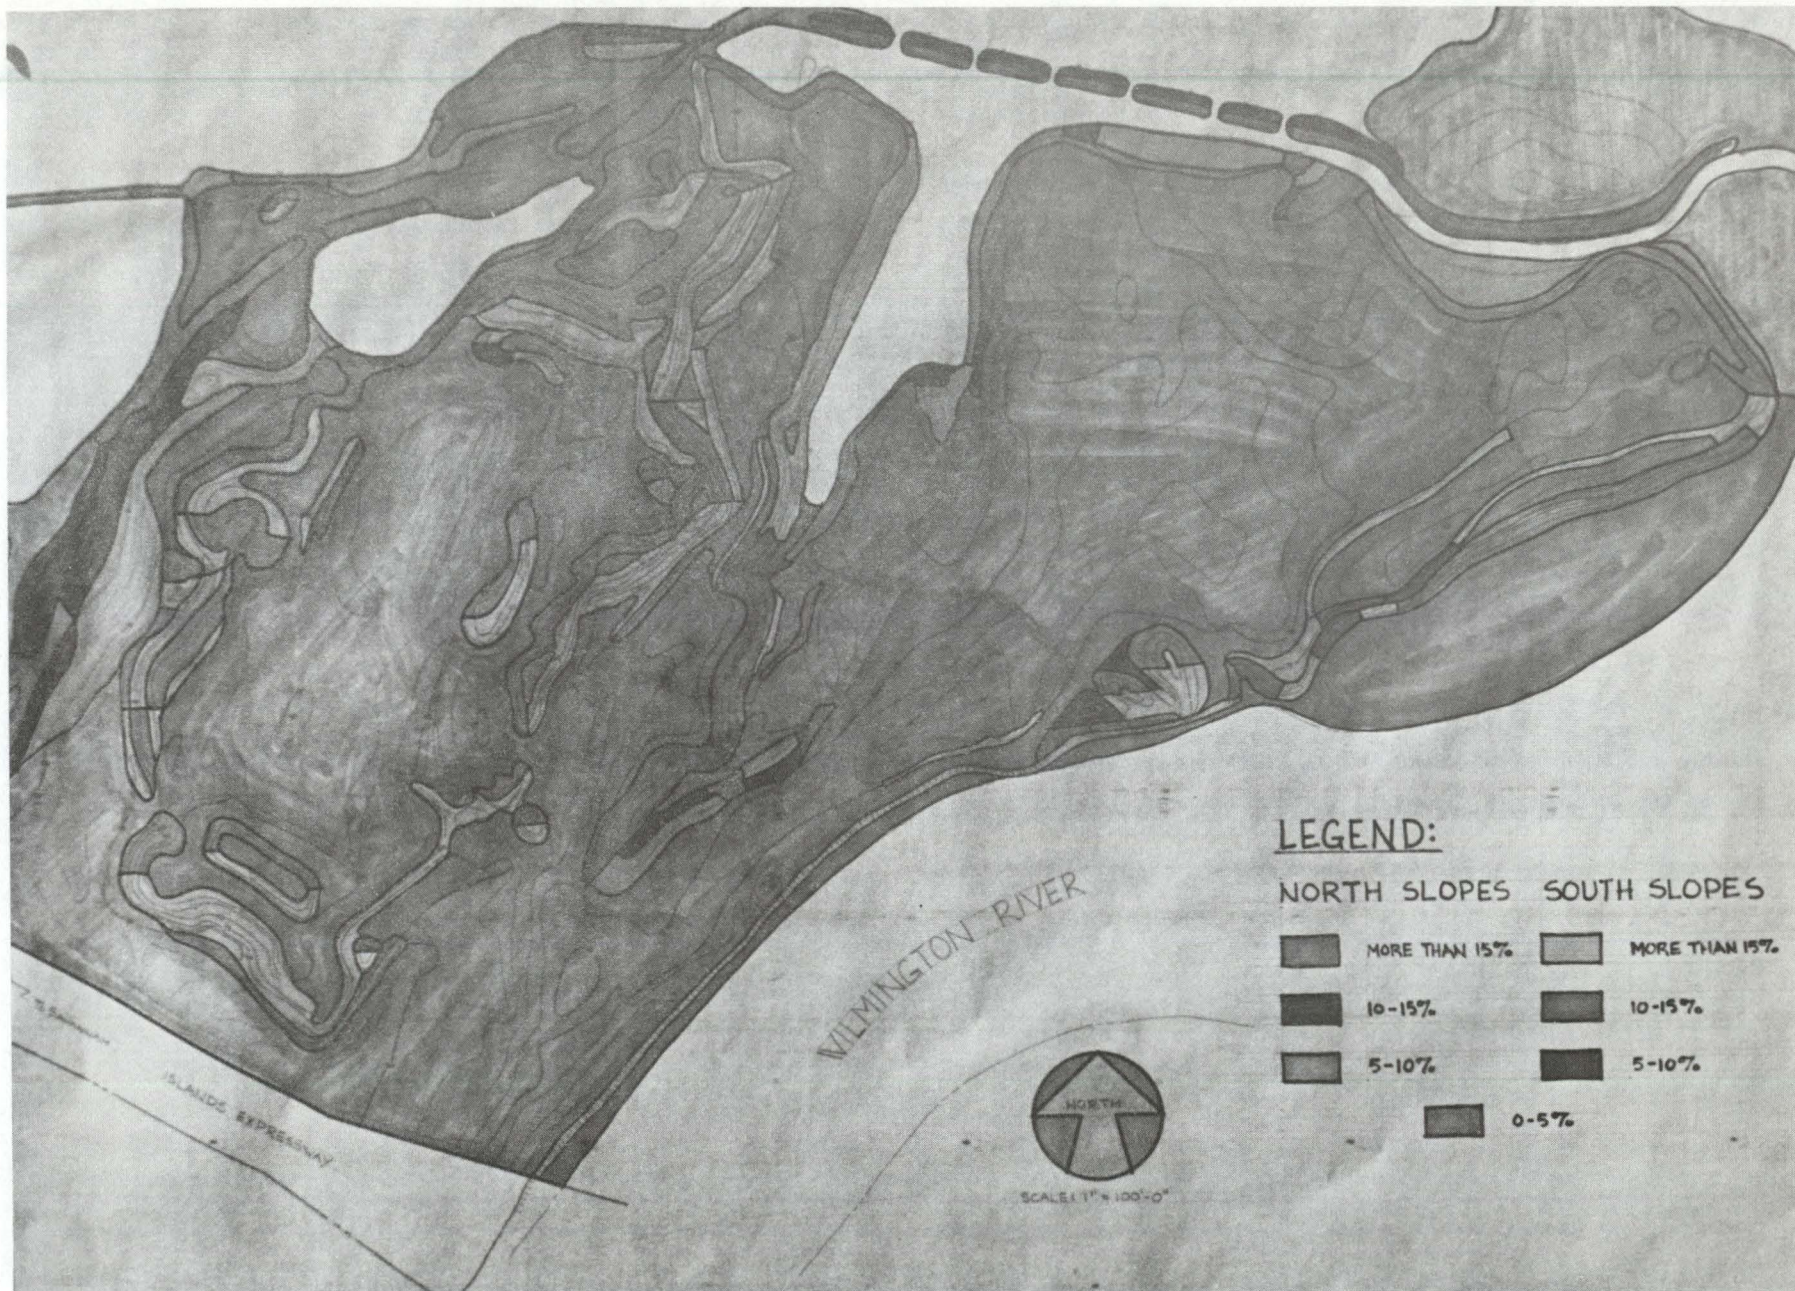 WILMINGTON RIVER
ISLANDS EXPRESSWAY
NORTH
SCALE: 1" = 100'-0"
LEGEND:
NORTH SLOPES SOUTH SLOPES
MORE THAN 15% MORE THAN 15%
10-15% 10-15%
5-10% 5-10%
0-5%